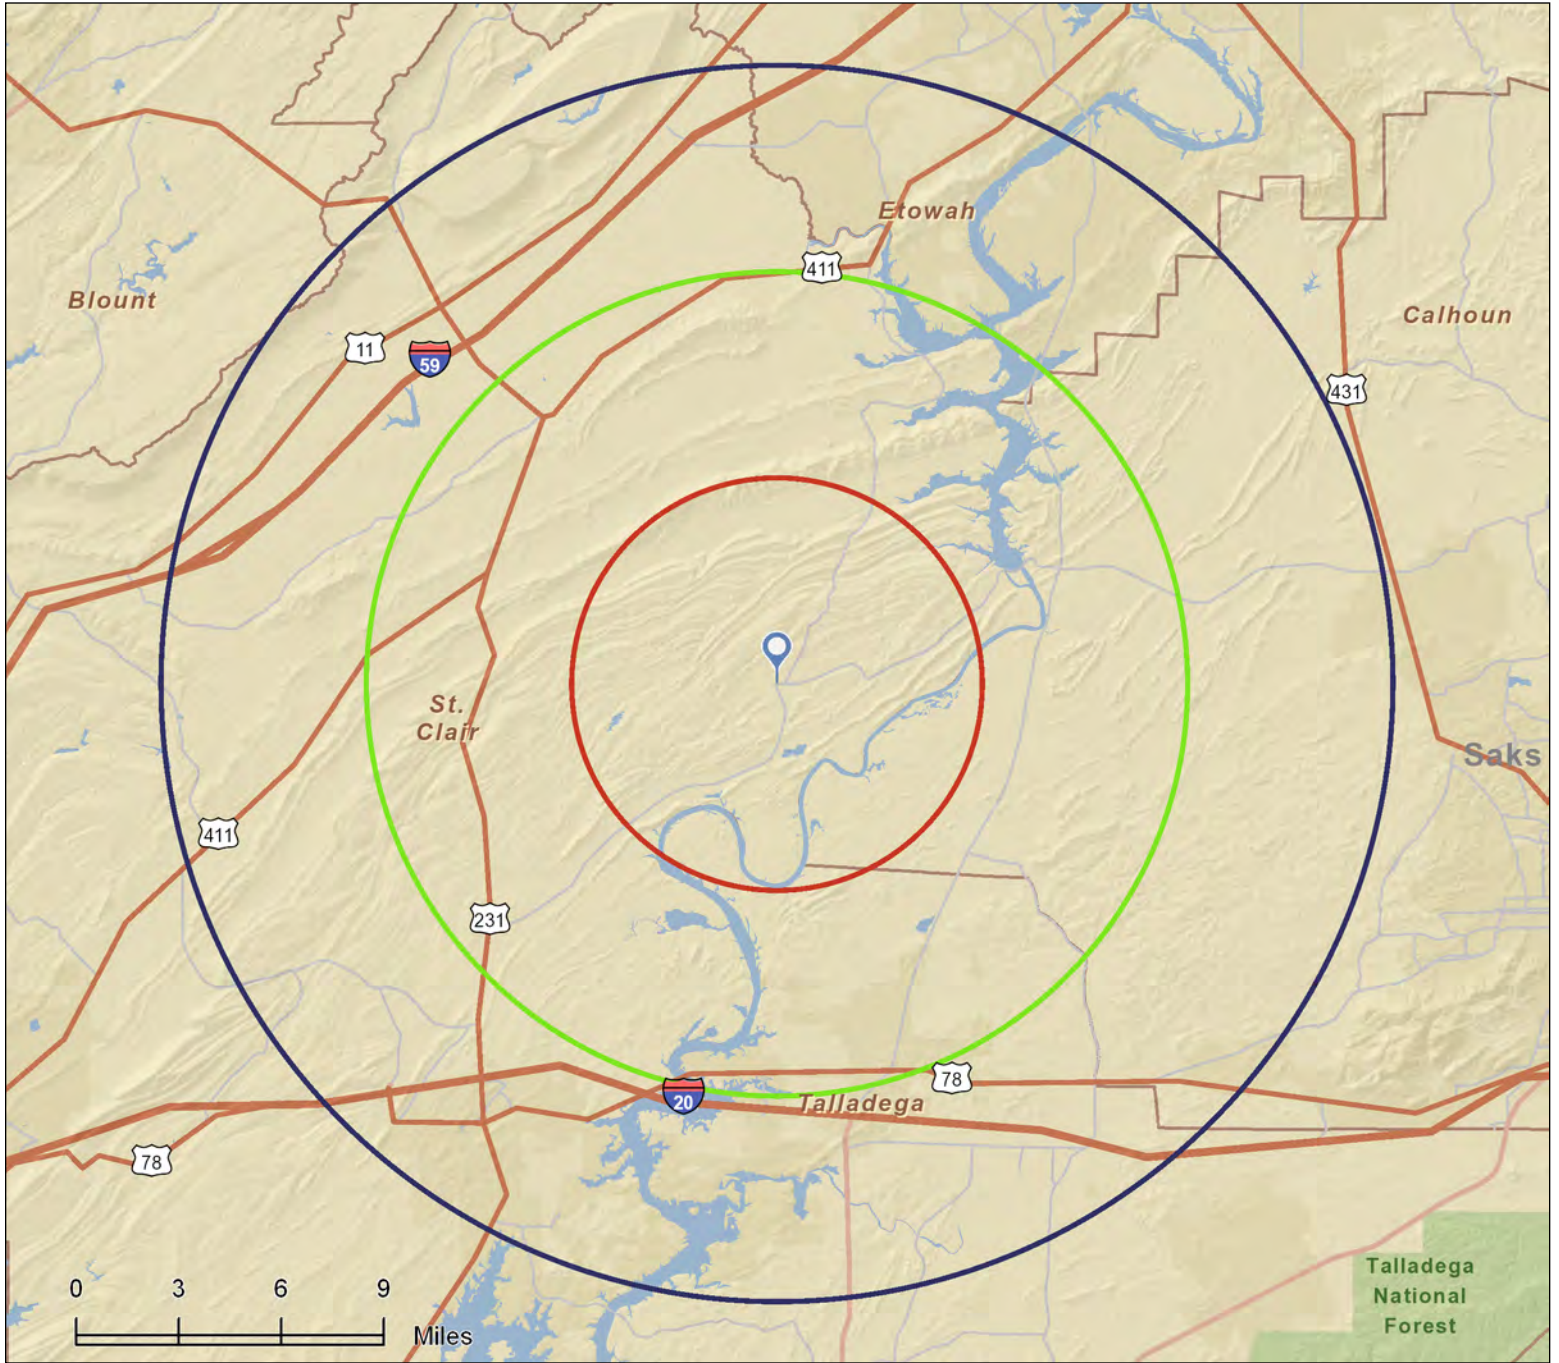 Etowah
411
Blount
Calhoun
11
59
431
St.
Clair
Saks
411
231
78
20
Talladega
78
Talladega
National
Forest
0 3 6 9
Miles